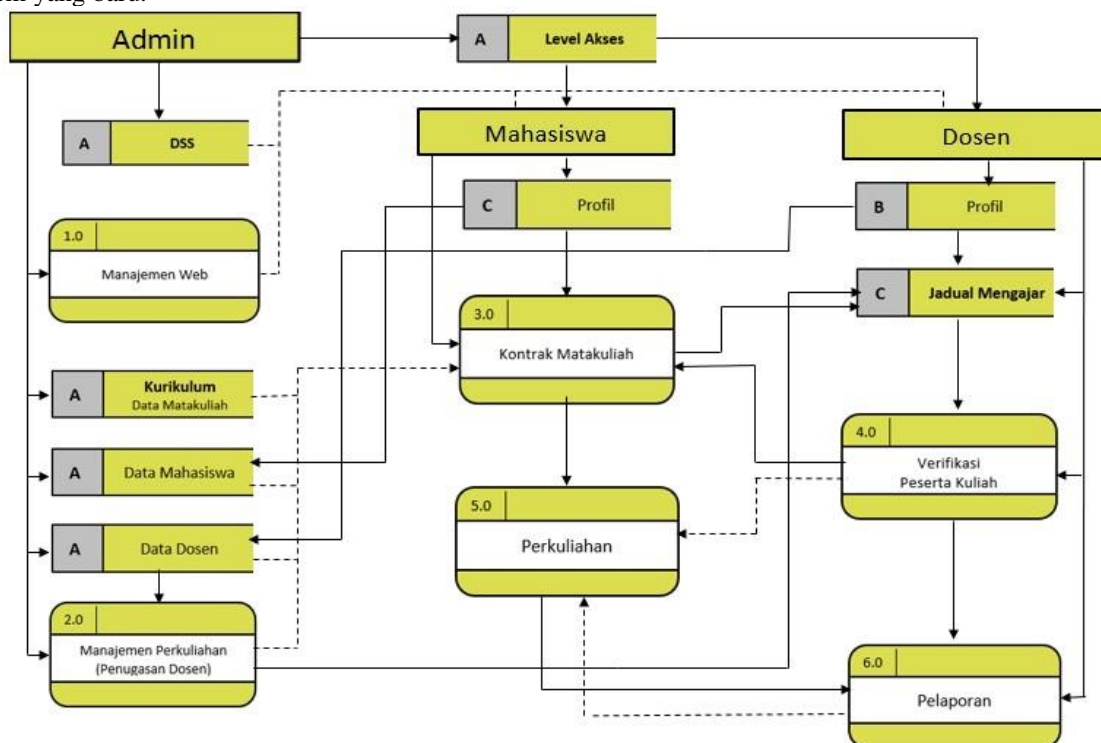 yang baru.
Admin
A
Level Akses
A
DSS
Mahasiswa
Dosen
C
Profil
B
Profil
1.0
Manajemen Web
C
Jadual Mengajar
3.0
Kontrak Matakuliah
A
Kurikulum
Data Matakuliah
4.0
Verifikasi
Peserta Kuliah
A
Data Mahasiswa
5.0
Perkuliahan
A
Data Dosen
2.0
Manajemen Perkuliahan
(Penugasan Dosen)
6.0
Pelaporan